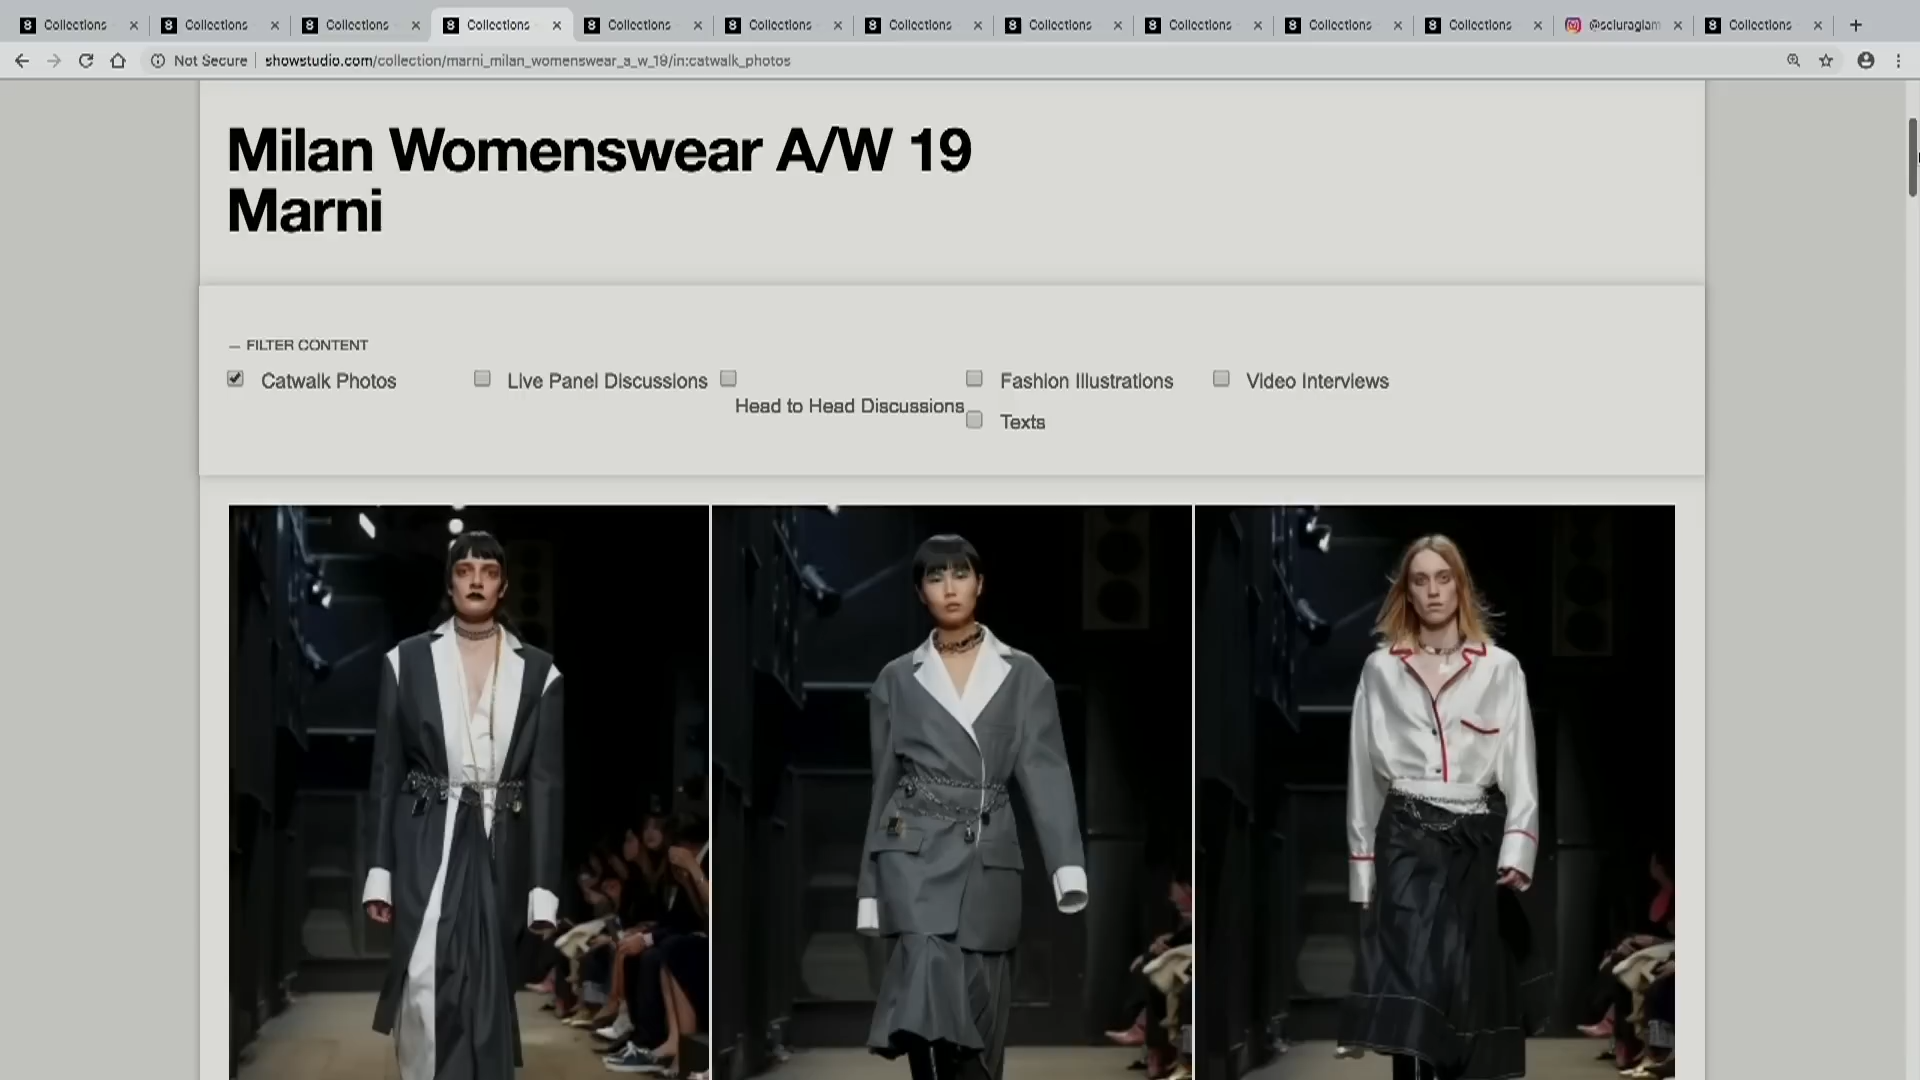 Collections
Collections
Collections
Collections
Collections
Collections
Collections
Collections
Collections
Collections
Collections
@sciuraglam
Collections
Not Secure
showstudio.com/collection/marni_milan_womenswear_a_w_19/in:catwalk_photos
Milan Womenswear A/W 19
Marni
— FILTER CONTENT
Catwalk Photos
Live Panel Discussions
Head to Head Discussions
Fashion Illustrations
Texts
Video Interviews